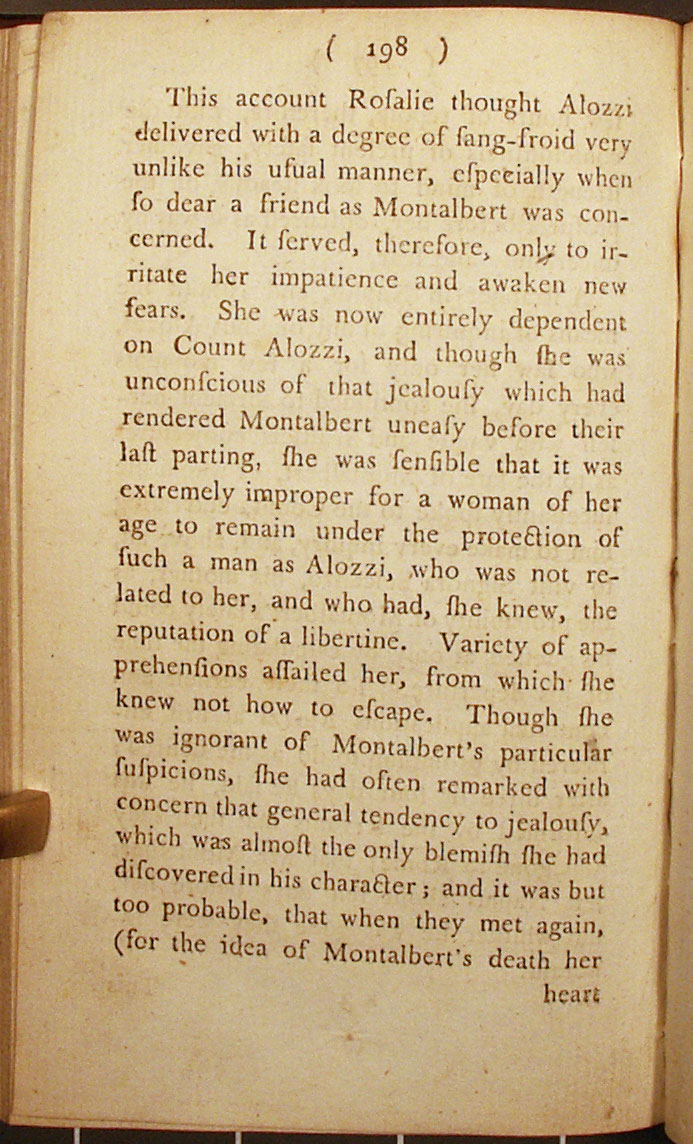 ( 198 )
This account Roſalie thought Alozzi
delivered with a degree of ſang-froid very
unlike his uſual manner, eſpecially when
ſo dear a friend as Montalbert was con-
cerned. It ſerved, therefore, only to ir-
ritate her impatience and awaken new
fears. She was now entirely dependent
on Count Alozzi, and though ſhe was
unconſcious of that jealouſy which had
rendered Montalbert uneaſy before their
laſt parting, ſhe was ſenſible that it was
extremely improper for a woman of her
age to remain under the protection of
ſuch a man as Alozzi, who was not re-
lated to her, and who had, ſhe knew, the
reputation of a libertine. Variety of ap-
prehenſions aſſailed her, from which ſhe
knew not how to eſcape. Though ſhe
was ignorant of Montalbert's particular
ſuſpicions, ſhe had often remarked with
concern that general tendency to jealouſy,
which was almoſt the only blemiſh ſhe had
diſcovered in his character; and it was but
too probable, that when they met again,
(for the idea of Montalbert's death her
heart